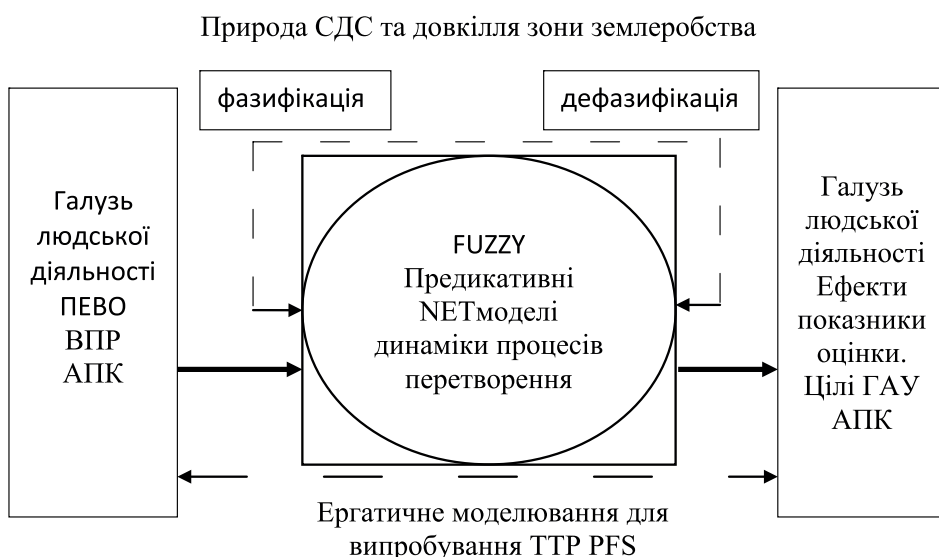 Природа СДС та довкілля зони землеробства
фазифікація
дефазифікація
Галузь
людської
діяльності
ПЕВО
ВПР
АПК
FUZZY
Предикативні
NETмоделі
динаміки процесів
перетворення
Галузь
людської
діяльності
Ефекти
показники
оцінки.
Цілі ГАУ
АПК
Ергатичне моделювання для
випробування ТТР PFS